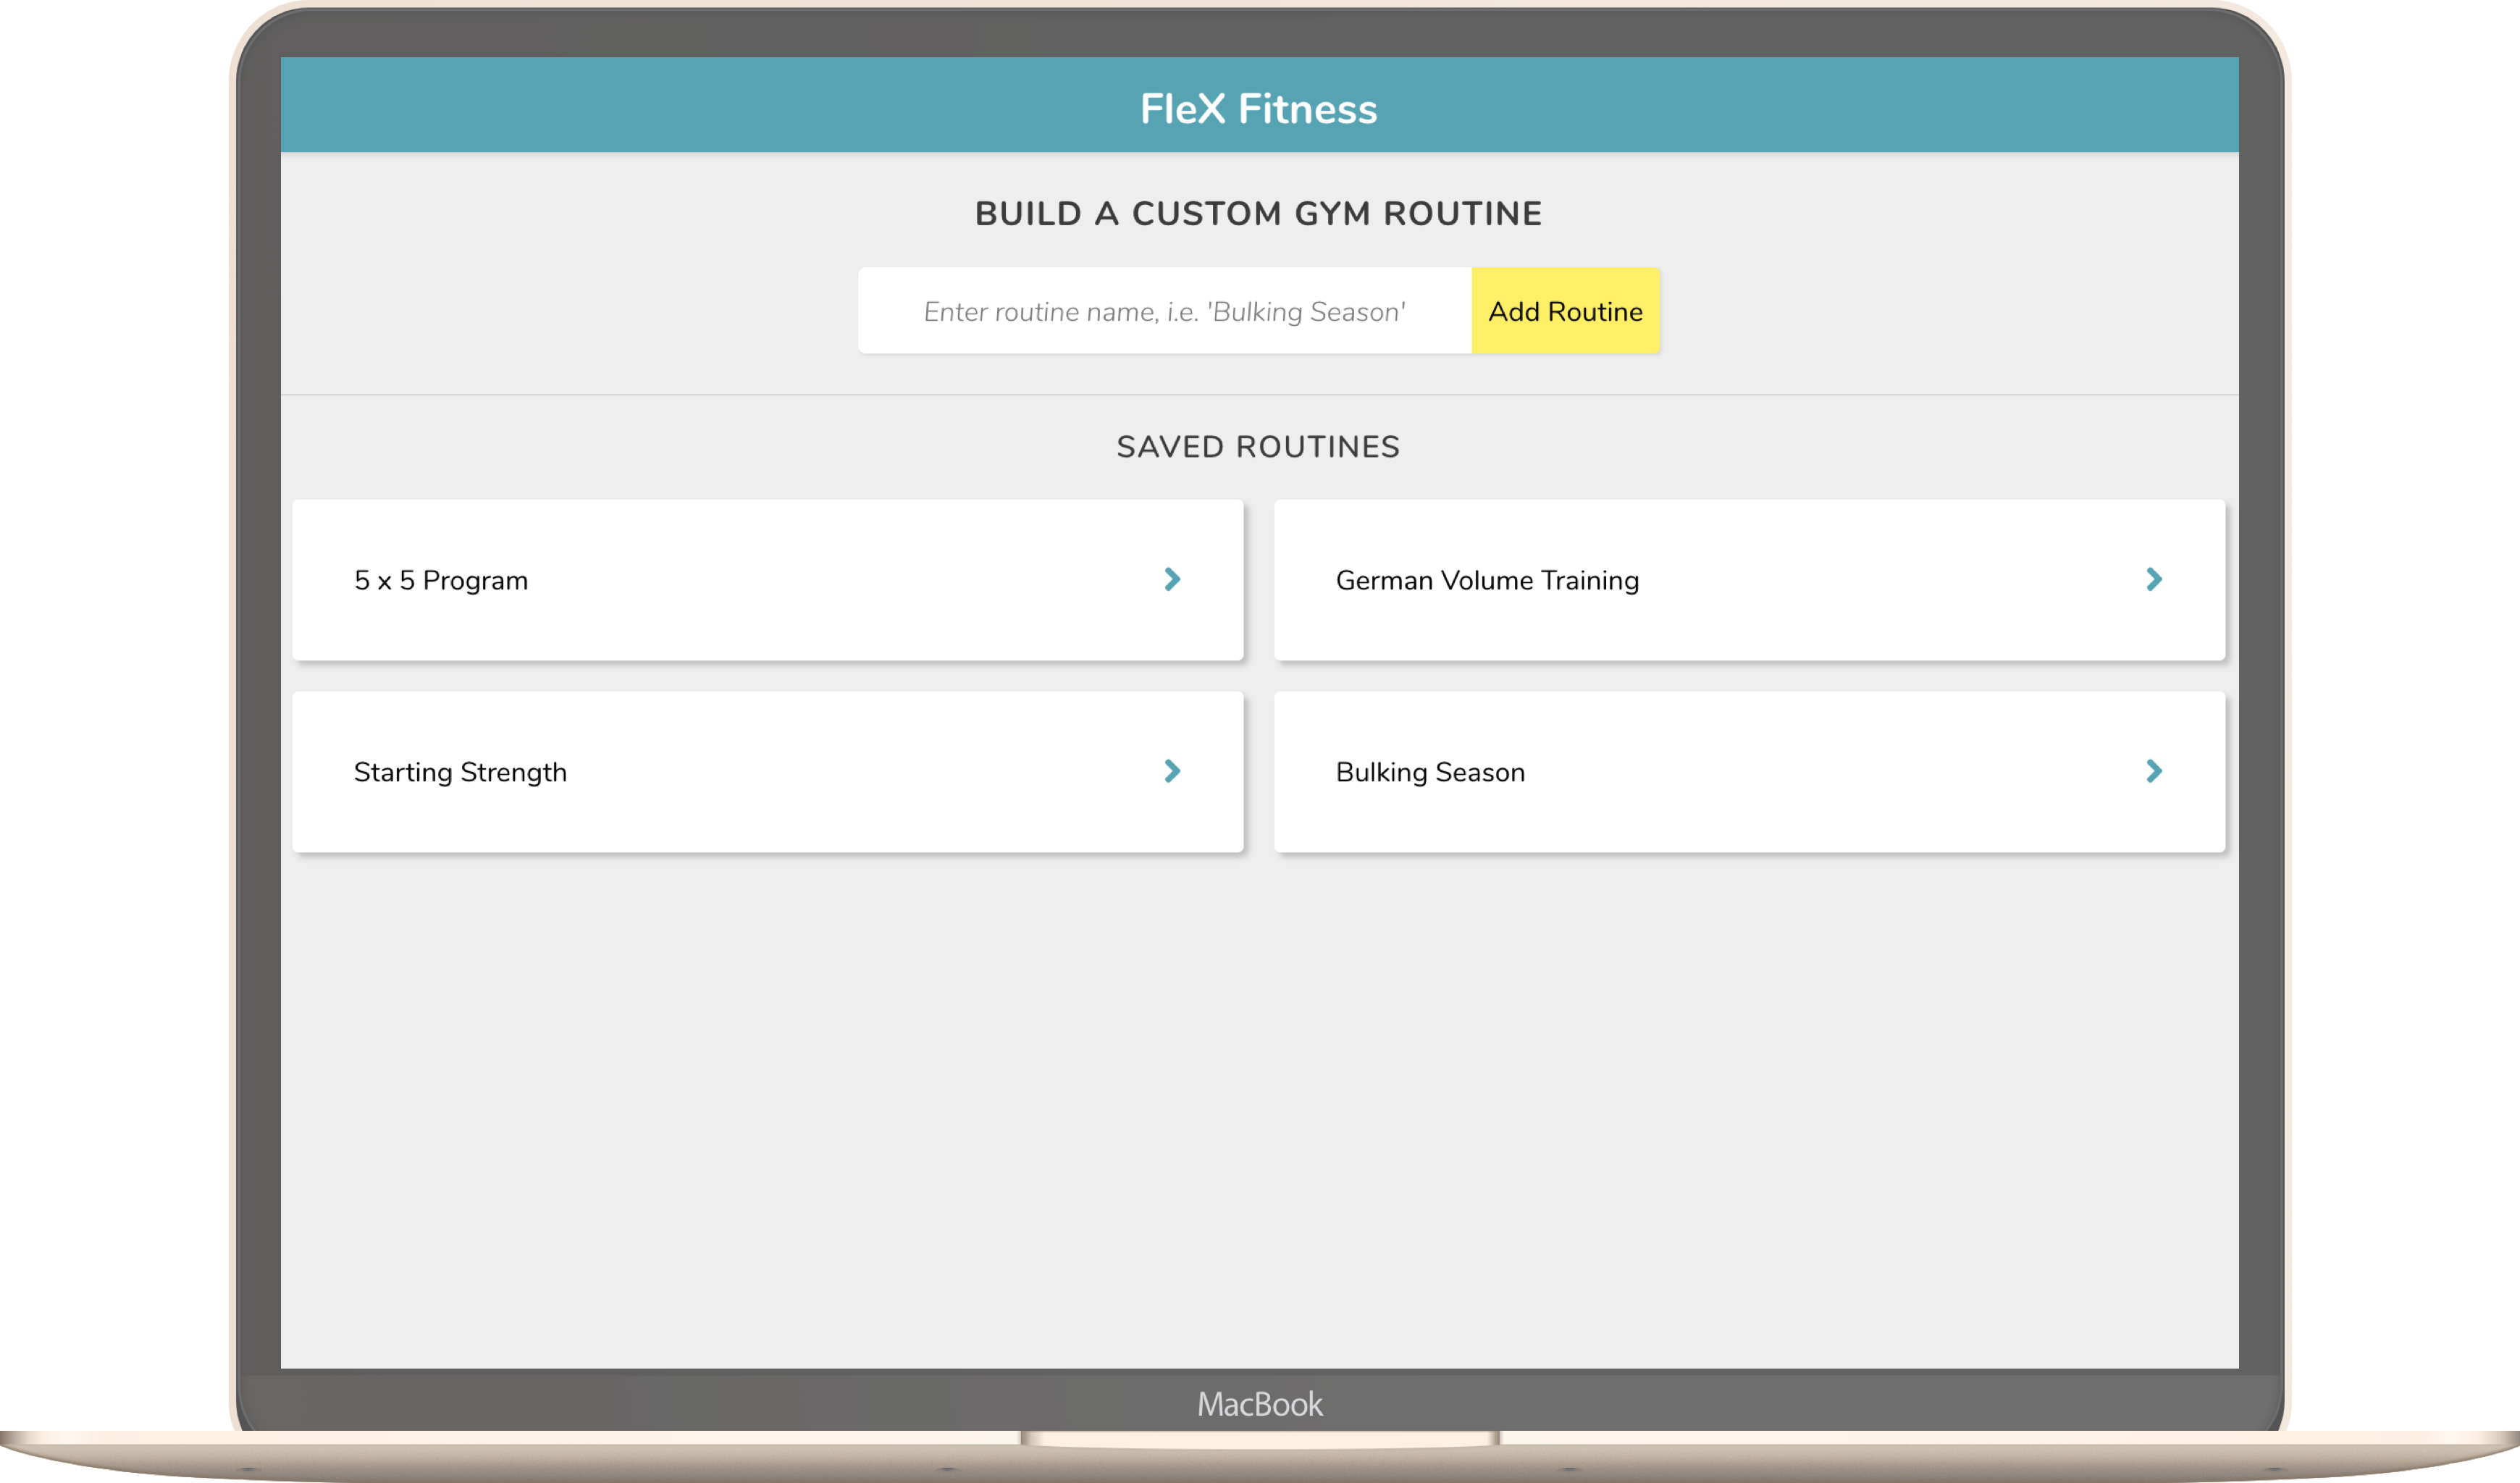 FleX Fitness
BUILD A CUSTOM GYM ROUTINE
Enter routine name, i.e. 'Bulking Season'
Add Routine
SAVED ROUTINES
5 x 5 Program
German Volume Training
Starting Strength
Bulking Season
MacBook